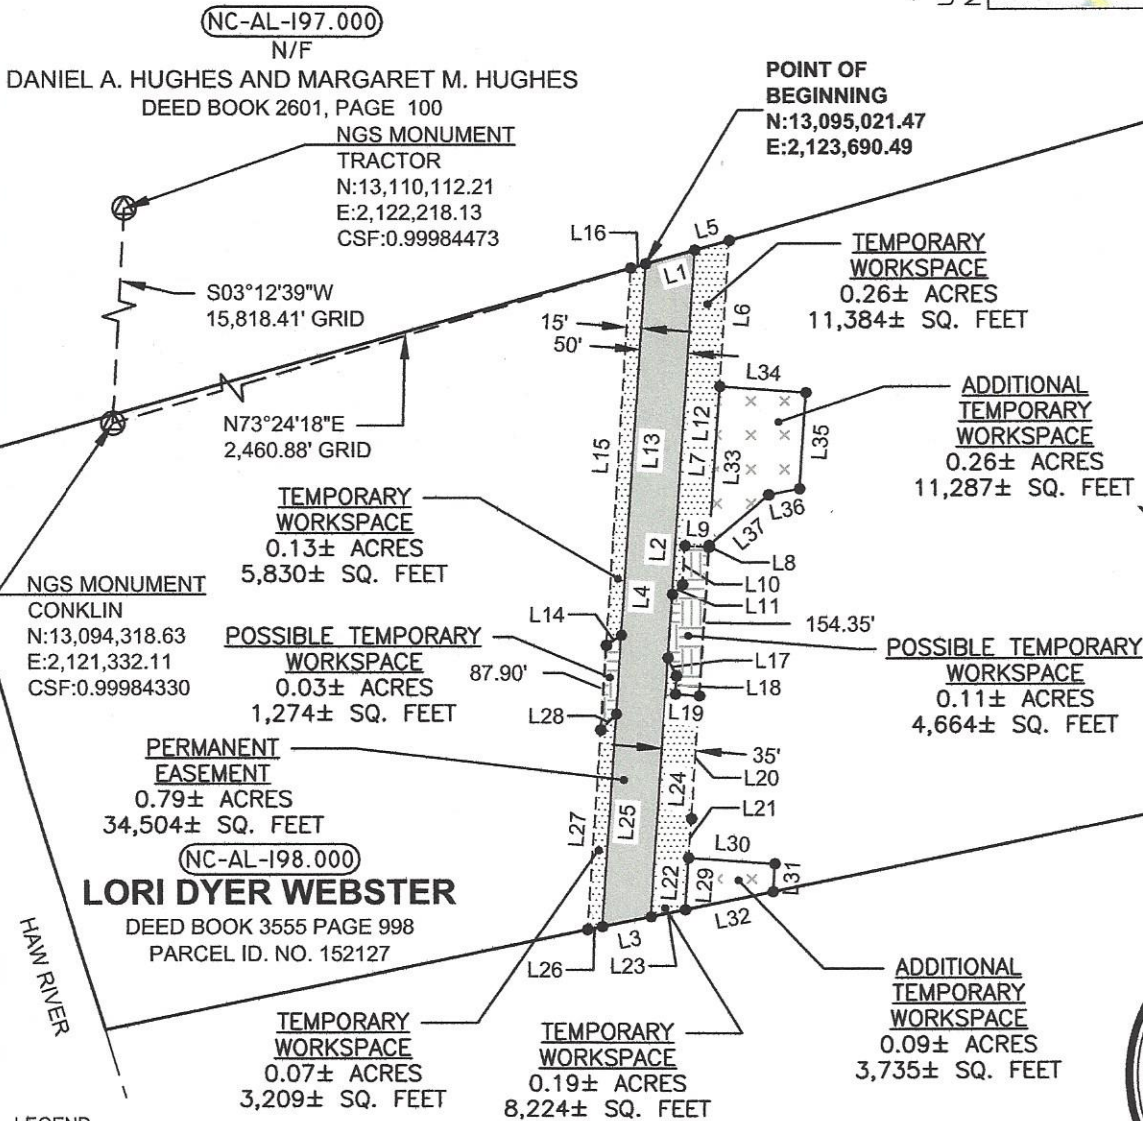 NC-AL-197.000
N/F
DANIEL A. HUGHES AND MARGARET M. HUGHES
DEED BOOK 2601, PAGE 100
NGS MONUMENT
TRACTOR
N:13,110,112.21
E:2,122,218.13
CSF:0.99984473
POINT OF
BEGINNING
N:13,095,021.47
E:2,123,690.49
S03°12'39"W
15,818.41' GRID
N73°24'18"E
2,460.88' GRID
L16
L5
L1
L6
15'
50'
TEMPORARY
WORKSPACE
0.26± ACRES
11,384± SQ. FEET
L34
L12
L13
L15
L7
L33
L35
L36
L37
ADDITIONAL
TEMPORARY
WORKSPACE
0.26± ACRES
11,287± SQ. FEET
TEMPORARY
WORKSPACE
0.13± ACRES
5,830± SQ. FEET
L9
L2
L8
L10
L4
L11
L14
154.35'
NGS MONUMENT
CONKLIN
N:13,094,318.63
E:2,121,332.11
CSF:0.99984330
POSSIBLE TEMPORARY
WORKSPACE
0.03± ACRES
1,274± SQ. FEET
87.90'
L17
L18
L19
L28
POSSIBLE TEMPORARY
WORKSPACE
0.11± ACRES
4,664± SQ. FEET
PERMANENT
EASEMENT
0.79± ACRES
34,504± SQ. FEET
35'
L20
L24
L21
L25
L27
L30
L31
L29
L22
L32
L3
L23
L26
NC-AL-198.000
LORI DYER WEBSTER
DEED BOOK 3555 PAGE 998
PARCEL ID. NO. 152127
HAW RIVER
TEMPORARY
WORKSPACE
0.07± ACRES
3,209± SQ. FEET
TEMPORARY
WORKSPACE
0.19± ACRES
8,224± SQ. FEET
ADDITIONAL
TEMPORARY
WORKSPACE
0.09± ACRES
3,735± SQ. FEET